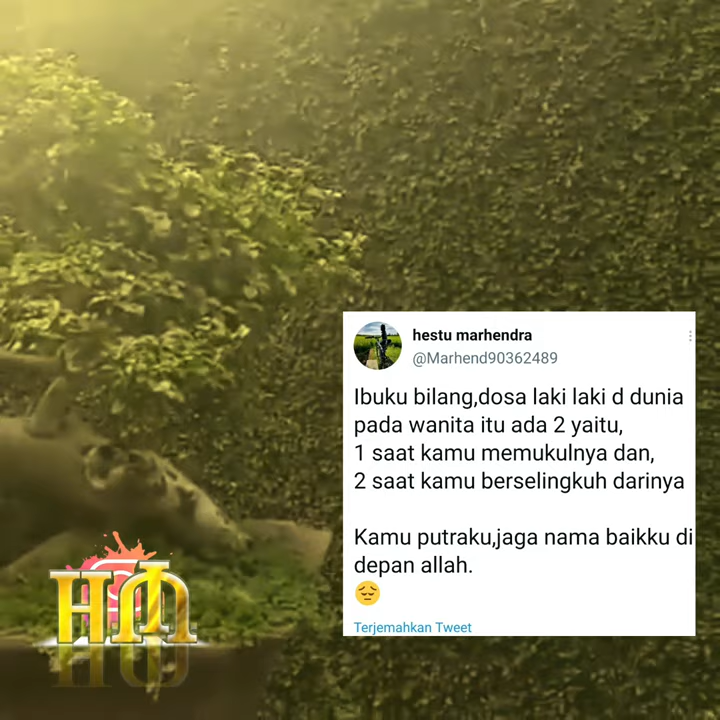 hestu marhendra
@Marhend90362489
Ibuku bilang,dosa laki laki d dunia
pada wanita itu ada 2 yaitu,
1 saat kamu memukulnya dan,
2 saat kamu berselingkuh darinya
Kamu putraku,jaga nama baikku di
depan allah.
😔
Terjemahkan Tweet
HM